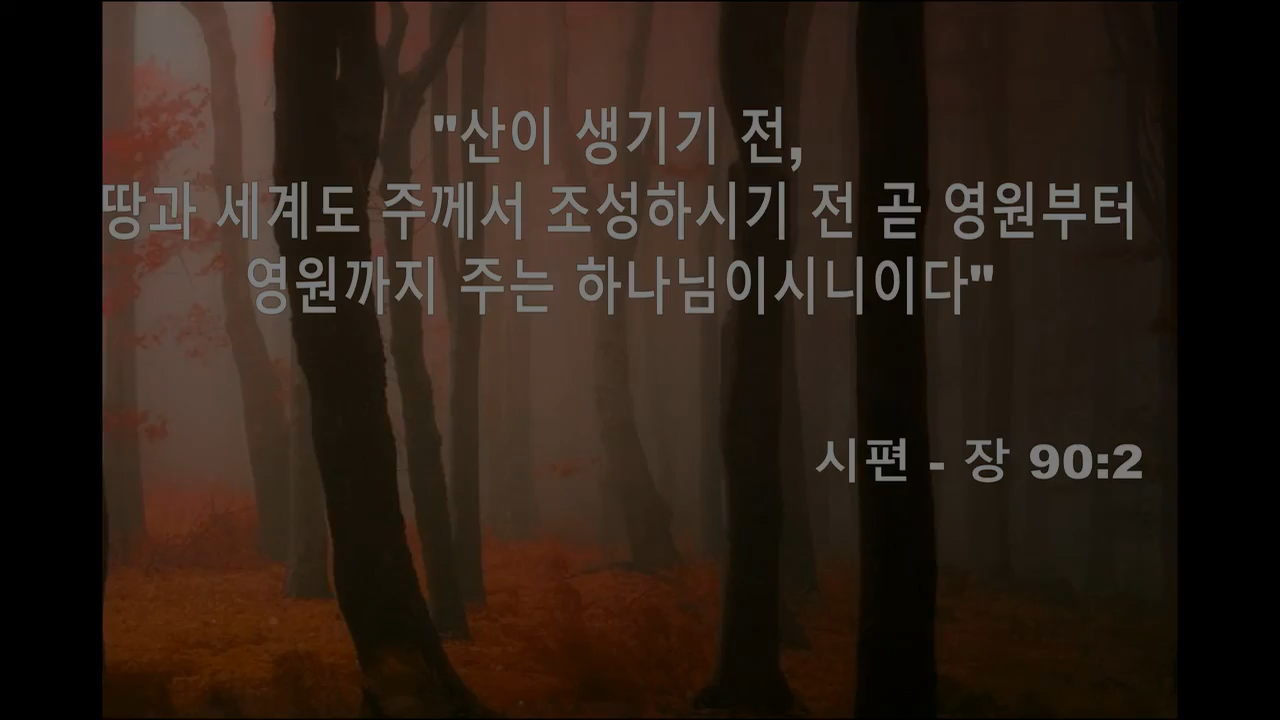 "산이 생기기 전,
땅과 세계도 주께서 조성하시기 전 곧 영원부터
영원까지 주는 하나님이시니이다"
시편 - 장 90:2